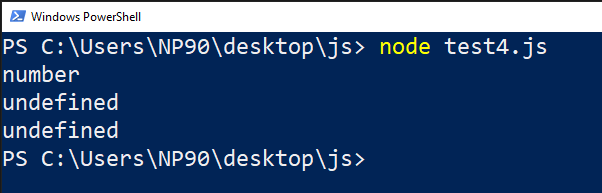 Windows PowerShell
PS C:\Users\NP90\desktop\js> node test4.js
number
undefined
undefined
PS C:\Users\NP90\desktop\js>